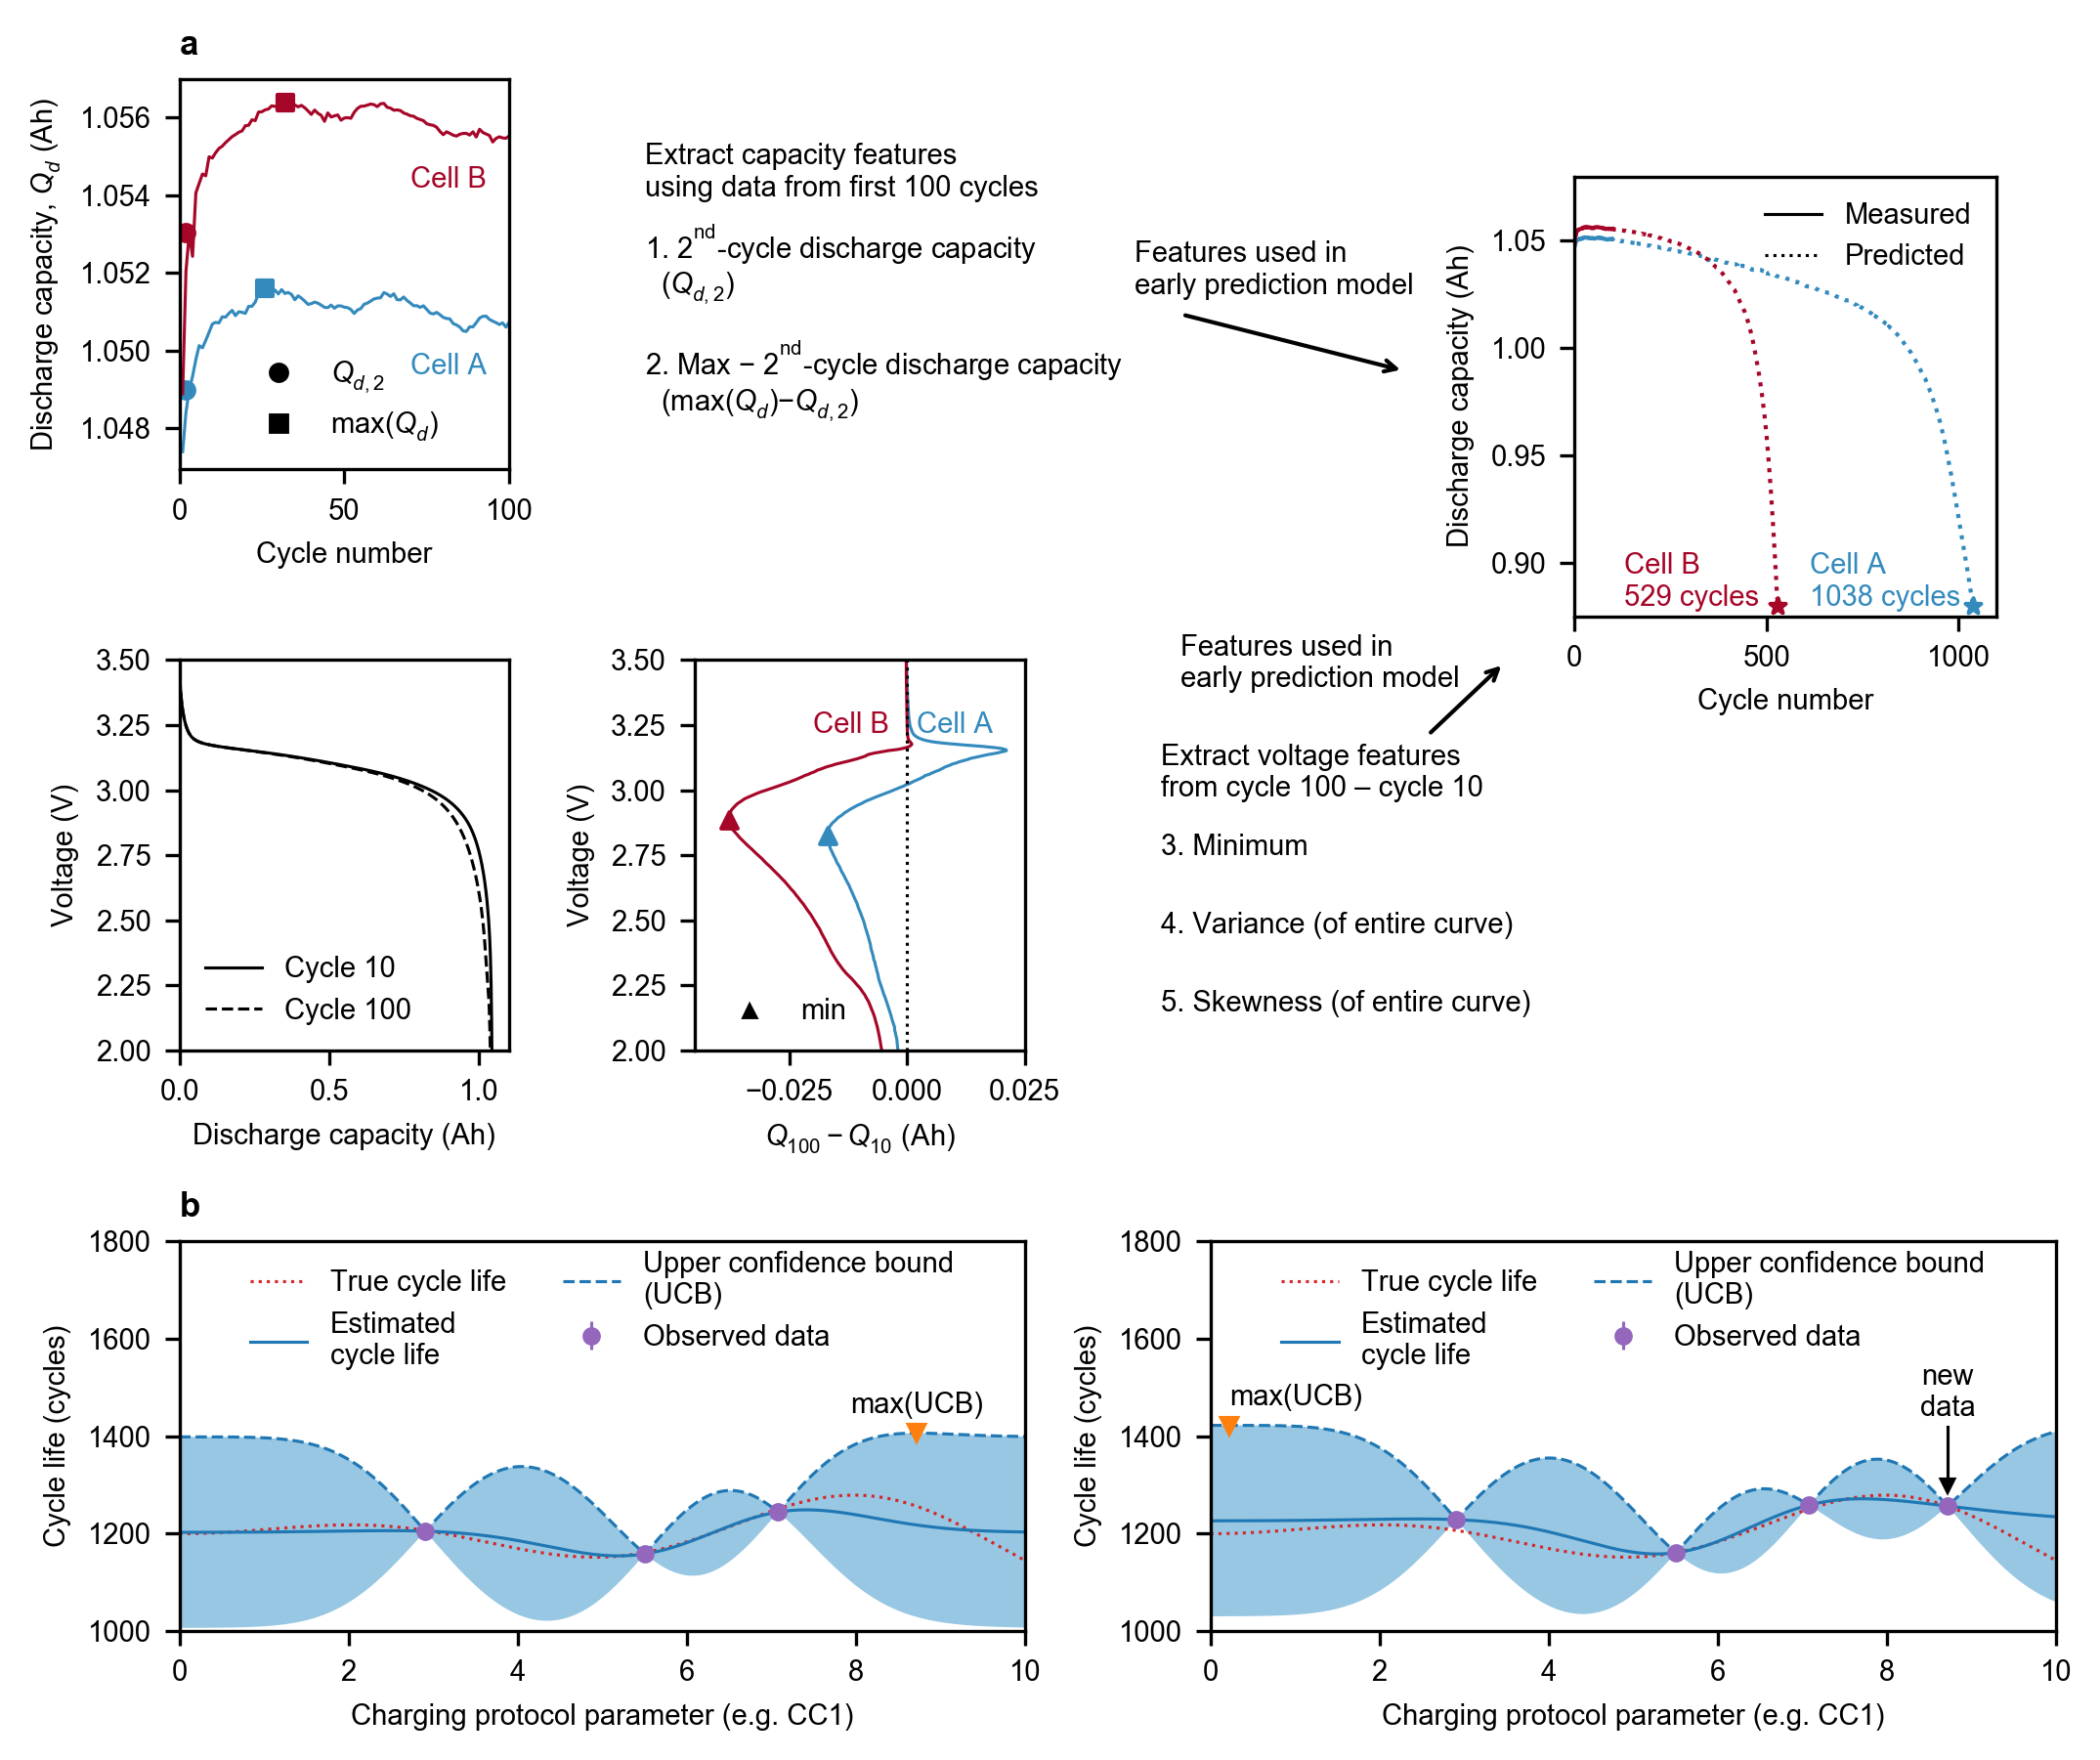 a
1.056
1.054
1.052
1.050
1.048
Discharge capacity, Qd (Ah)
Cell B
Cell A
Qd, 2
max(Qd)
0 50 100
Cycle number
Extract capacity features
using data from first 100 cycles
1. 2nd-cycle discharge capacity
(Qd, 2)
2. Max − 2nd-cycle discharge capacity
(max(Qd)−Qd, 2)
Features used in
early prediction model
1.05
1.00
0.95
0.90
Discharge capacity (Ah)
Measured
Predicted
Cell B
529 cycles
Cell A
1038 cycles
0 500 1000
Cycle number
3.50
3.25
3.00
2.75
2.50
2.25
2.00
Voltage (V)
Cycle 10
Cycle 100
0.0 0.5 1.0
Discharge capacity (Ah)
3.50
3.25
3.00
2.75
2.50
2.25
2.00
Voltage (V)
Cell B
Cell A
min
−0.025 0.000 0.025
Q100 − Q10 (Ah)
Features used in
early prediction model
Extract voltage features
from cycle 100 – cycle 10
3. Minimum
4. Variance (of entire curve)
5. Skewness (of entire curve)
b
1800
1600
1400
1200
1000
Cycle life (cycles)
True cycle life
Estimated
cycle life
Upper confidence bound
(UCB)
Observed data
max(UCB)
0 2 4 6 8 10
Charging protocol parameter (e.g. CC1)
1800
1600
1400
1200
1000
Cycle life (cycles)
True cycle life
Estimated
cycle life
Upper confidence bound
(UCB)
Observed data
max(UCB)
new
data
0 2 4 6 8 10
Charging protocol parameter (e.g. CC1)